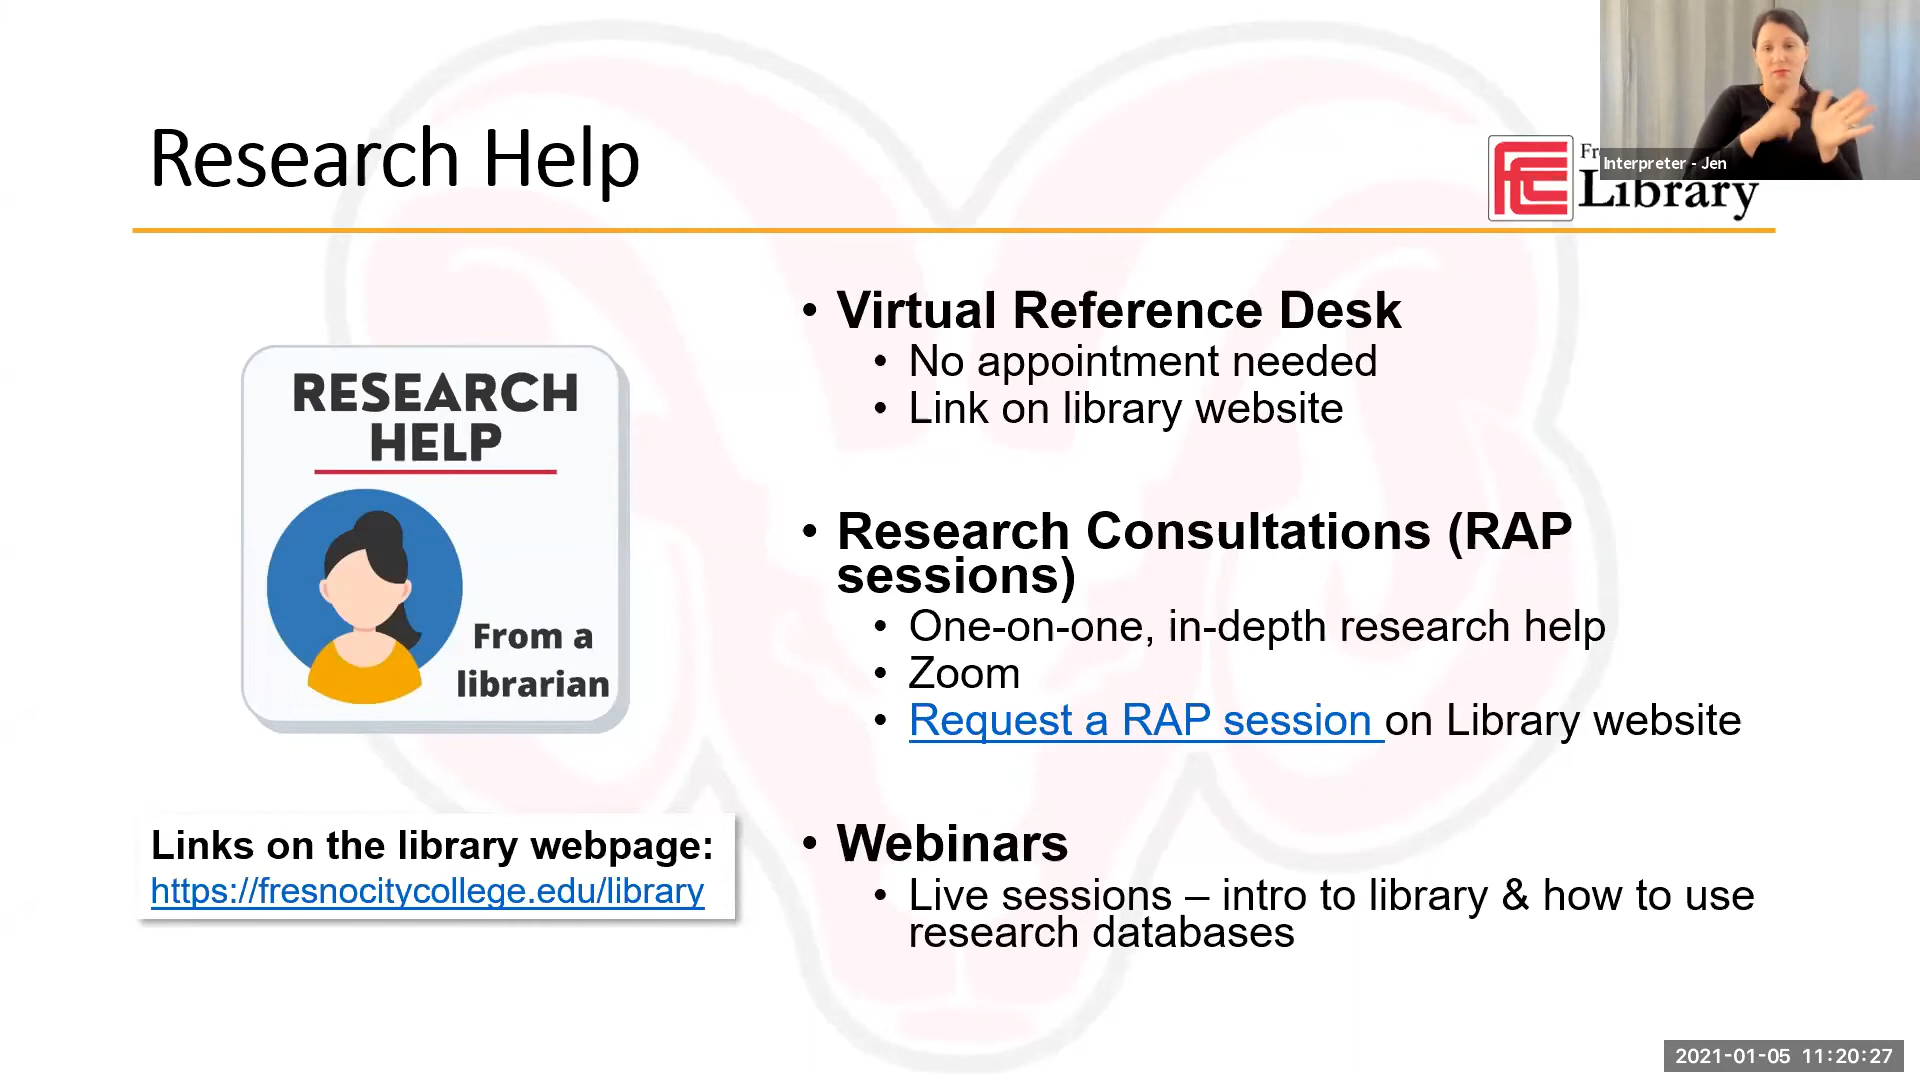 Research Help
Interpreter - Jen
Library
• Virtual Reference Desk
• No appointment needed
• Link on library website
RESEARCH
HELP
From a
librarian
• Research Consultations (RAP
sessions)
• One-on-one, in-depth research help
• Zoom
• Request a RAP session on Library website
Links on the library webpage:
https://fresnocitycollege.edu/library
• Webinars
• Live sessions – intro to library & how to use
research databases
2021-01-05 11:20:27